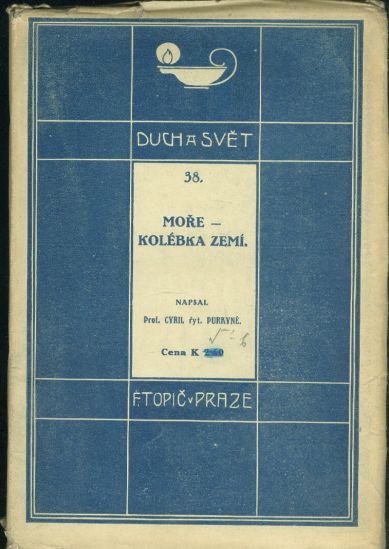 DUCH A SVĚT
38.
MOŘE —
KOLÉBKA ZEMÍ.
NAPSAL
Prof. CYRIL ryt. PURKYNĚ.
Cena K
F. TOPIČ V PRAZE